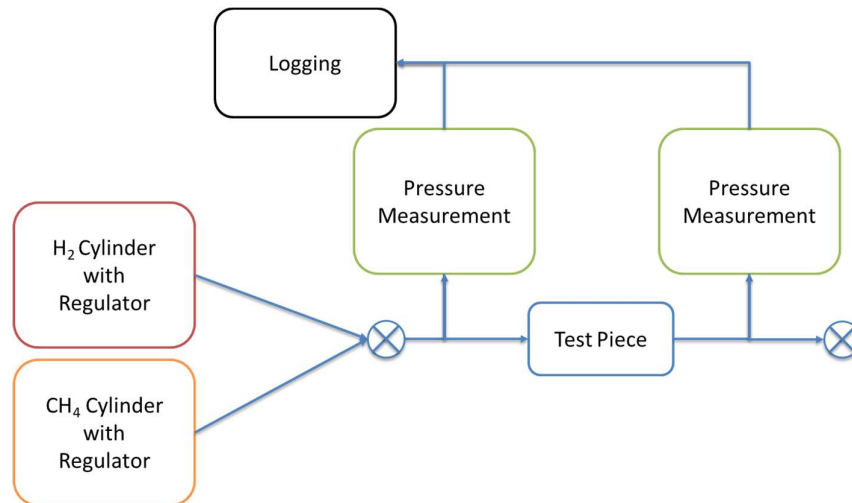 Logging
Pressure
Measurement
Pressure
Measurement
H₂ Cylinder
with
Regulator
Test Piece
CH₄ Cylinder
with
Regulator